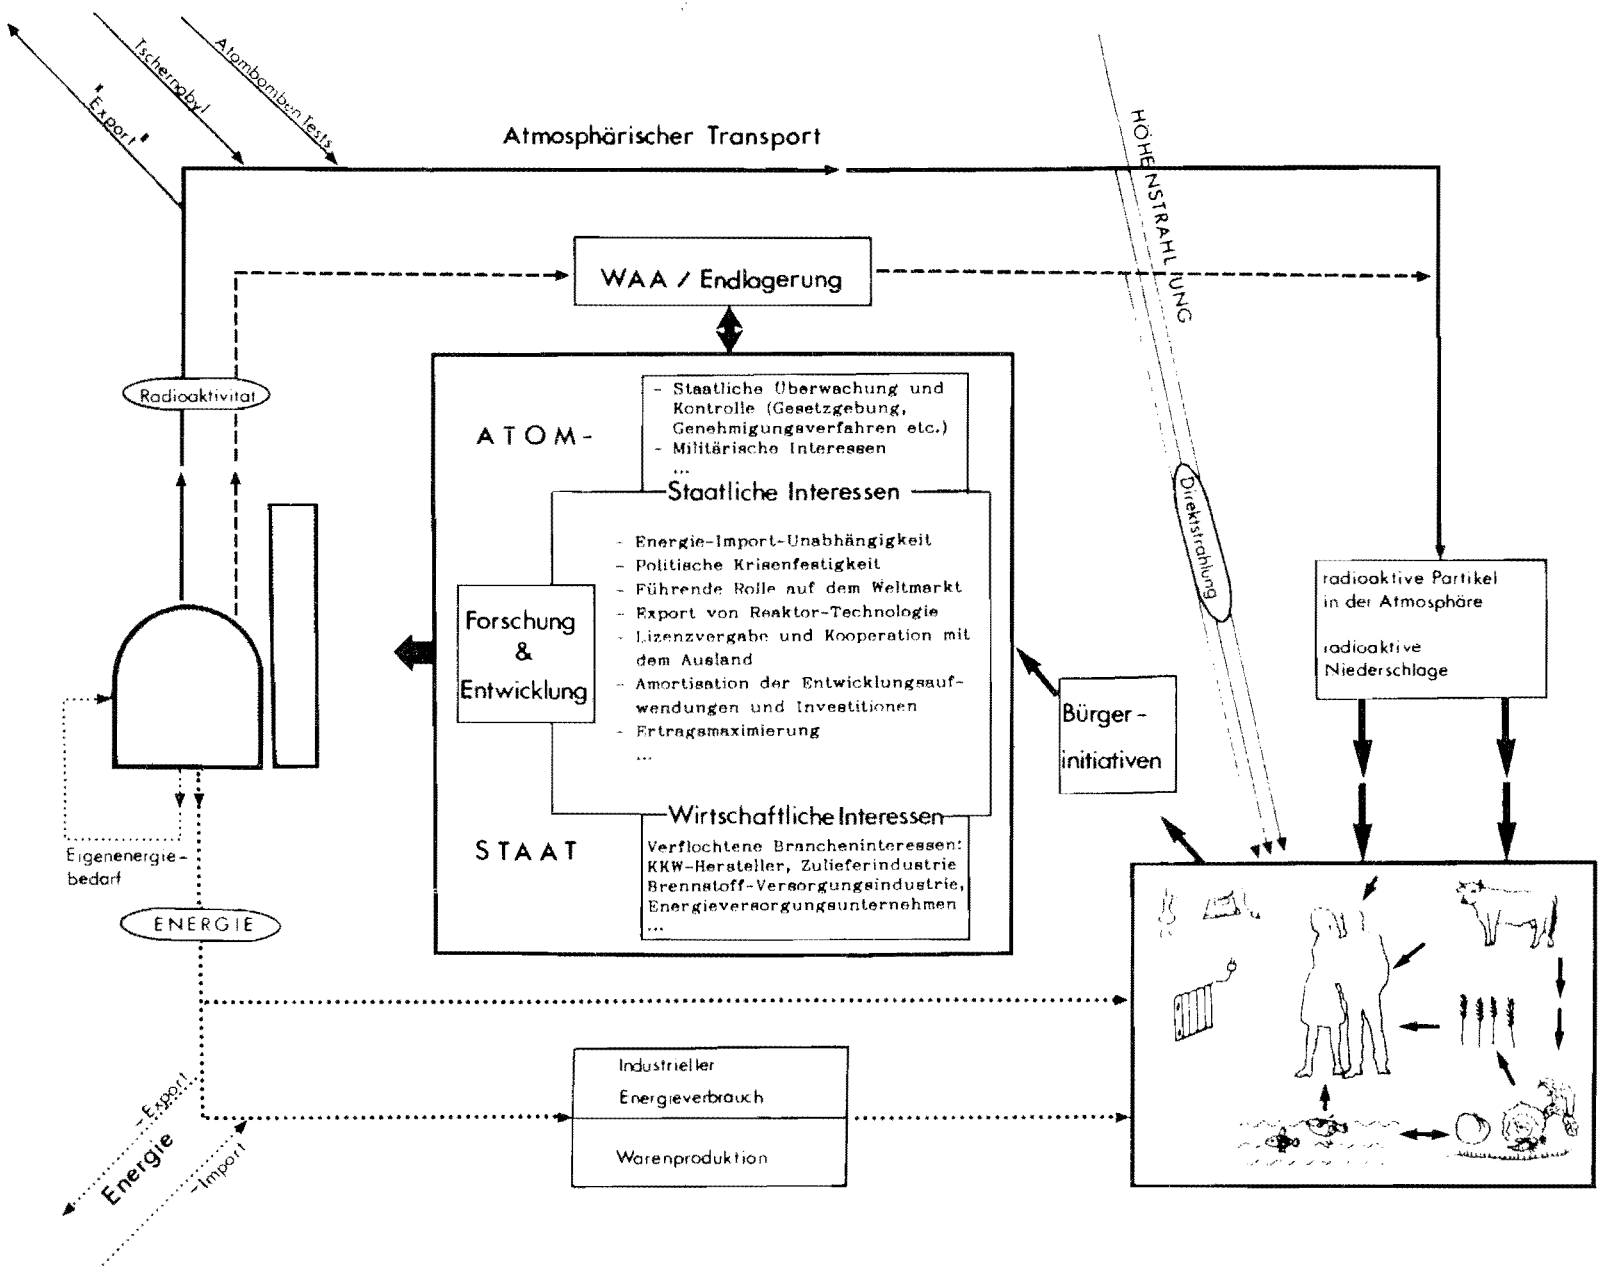 "Export"
Tschernobyl
Atombomben Tests
Atmosphärischer Transport
HÖHENSTRAHLUNG
WAA / Endlagerung
Radioaktivität
ATOM-
- Staatliche Überwachung und
Kontrolle (Gesetzgebung,
Genehmigungsverfahren etc.)
- Militärische Interessen
...
Staatliche Interessen
- Energie-Import-Unabhängigkeit
- Politische Krisenfestigkeit
- Führende Rolle auf dem Weltmarkt
- Export von Reaktor-Technologie
- Lizenzvergabe und Kooperation mit
dem Ausland
- Amortisation der Entwicklungsauf-
wendungen und Investitionen
- Ertragsmaximierung
...
Forschung
&
Entwicklung
Direktstrahlung
radioaktive Partikel
in der Atmosphäre
radioaktive
Niederschlage
Bürger-
initiativen
Wirtschaftliche Interessen
STAAT
Verflochtene Brancheninteressen:
KKW-Hersteller, Zulieferindustrie
Brennstoff-Versorgungsindustrie,
Energieversorgungsunternehmen
...
Eigenenergie-
bedarf
ENERGIE
-Export
Energie
-Import
Industrieller
Energieverbrauch
Warenproduktion